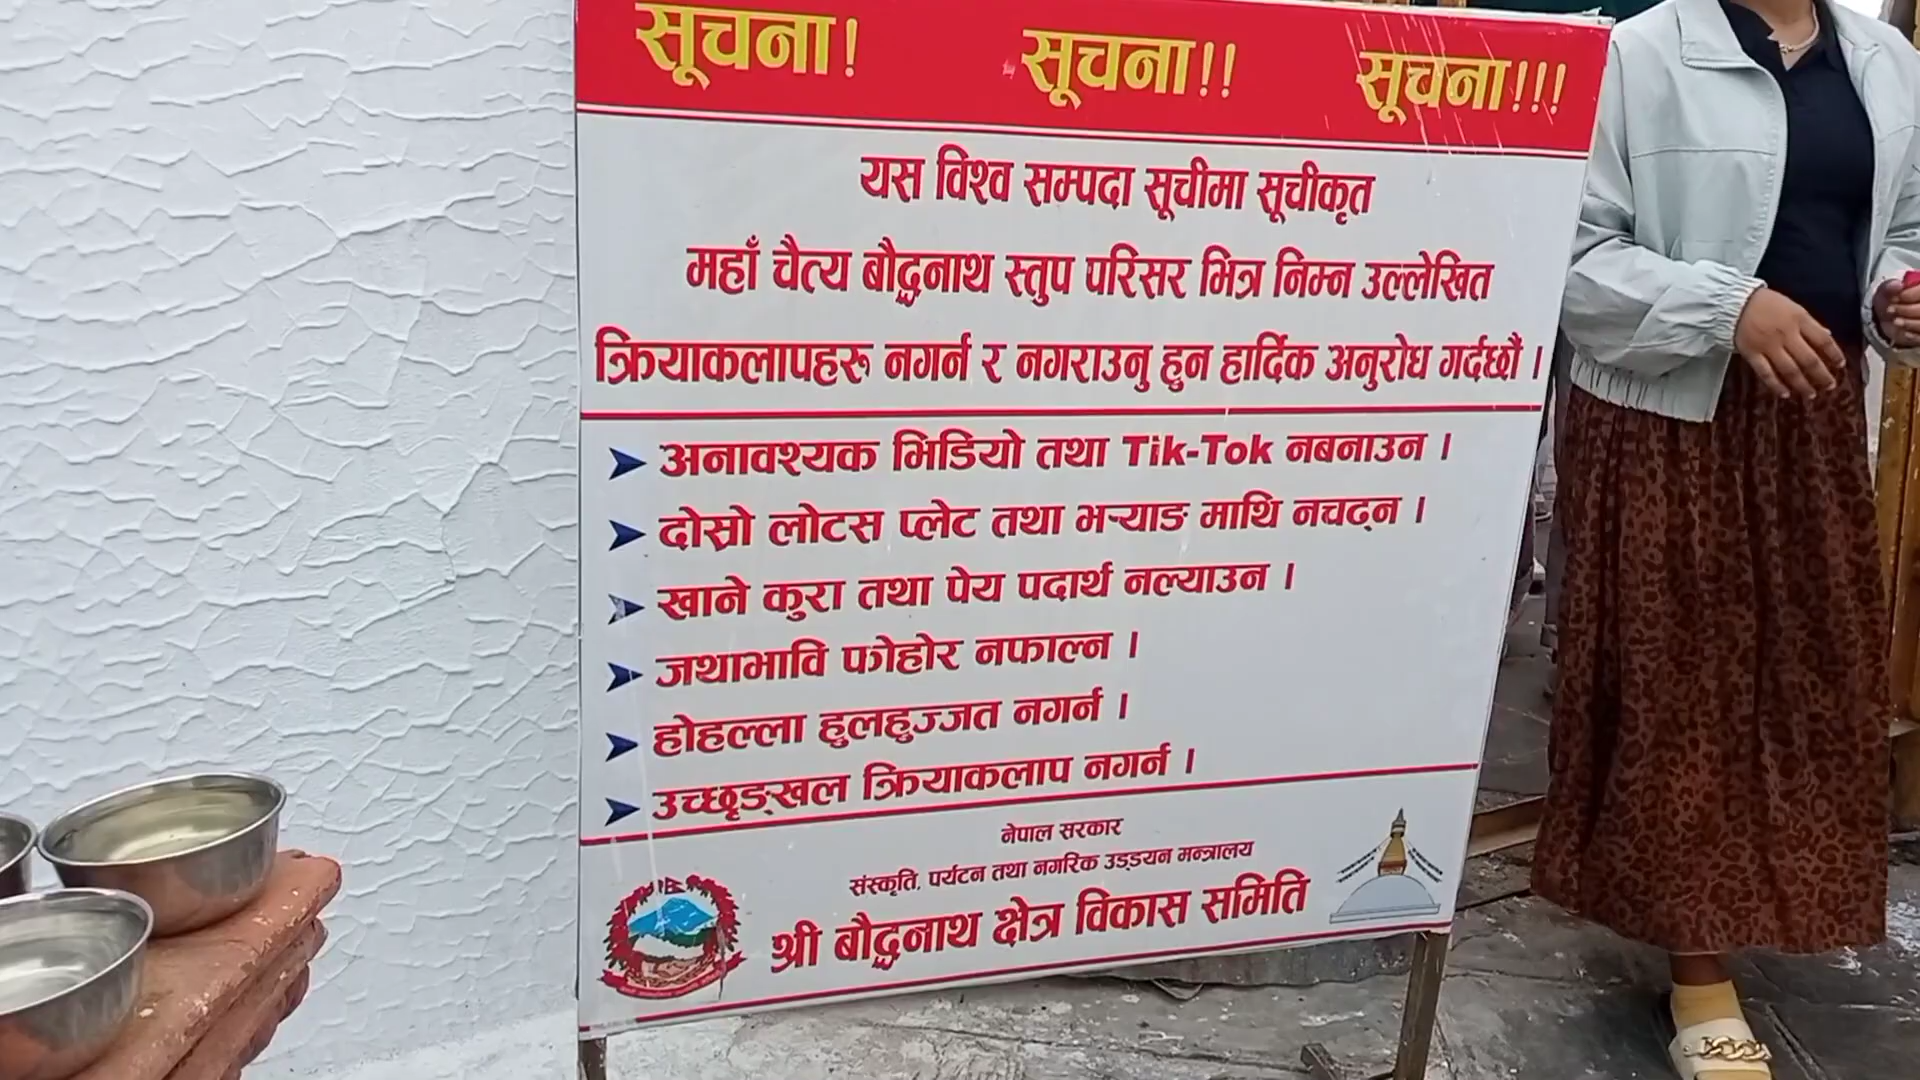 सूचना! सूचना!! सूचना!!!
यस विश्व सम्पदा सूचीमा सूचीकृत
महाँ चैत्य बौद्धनाथ स्तुप परिसर भित्र निम्न उल्लेखित
क्रियाकलापहरू नगर्न र नगराउनु हुन हार्दिक अनुरोध गर्दछौं ।
➤ अनावश्यक भिडियो तथा Tik-Tok नबनाउन ।
➤ दोस्रो लोटस प्लेट तथा भऱ्याङ माथि नचढ्न ।
➤ खाने कुरा तथा पेय पदार्थ नल्याउन ।
➤ जथाभावि फोहोर नफाल्न ।
➤ होहल्ला हुलहुज्जत नगर्न ।
➤ उच्छृङ्खल क्रियाकलाप नगर्न ।
नेपाल सरकार
संस्कृति, पर्यटन तथा नगरिक उड्डयन मन्त्रालय
श्री बौद्धनाथ क्षेत्र विकास समिति